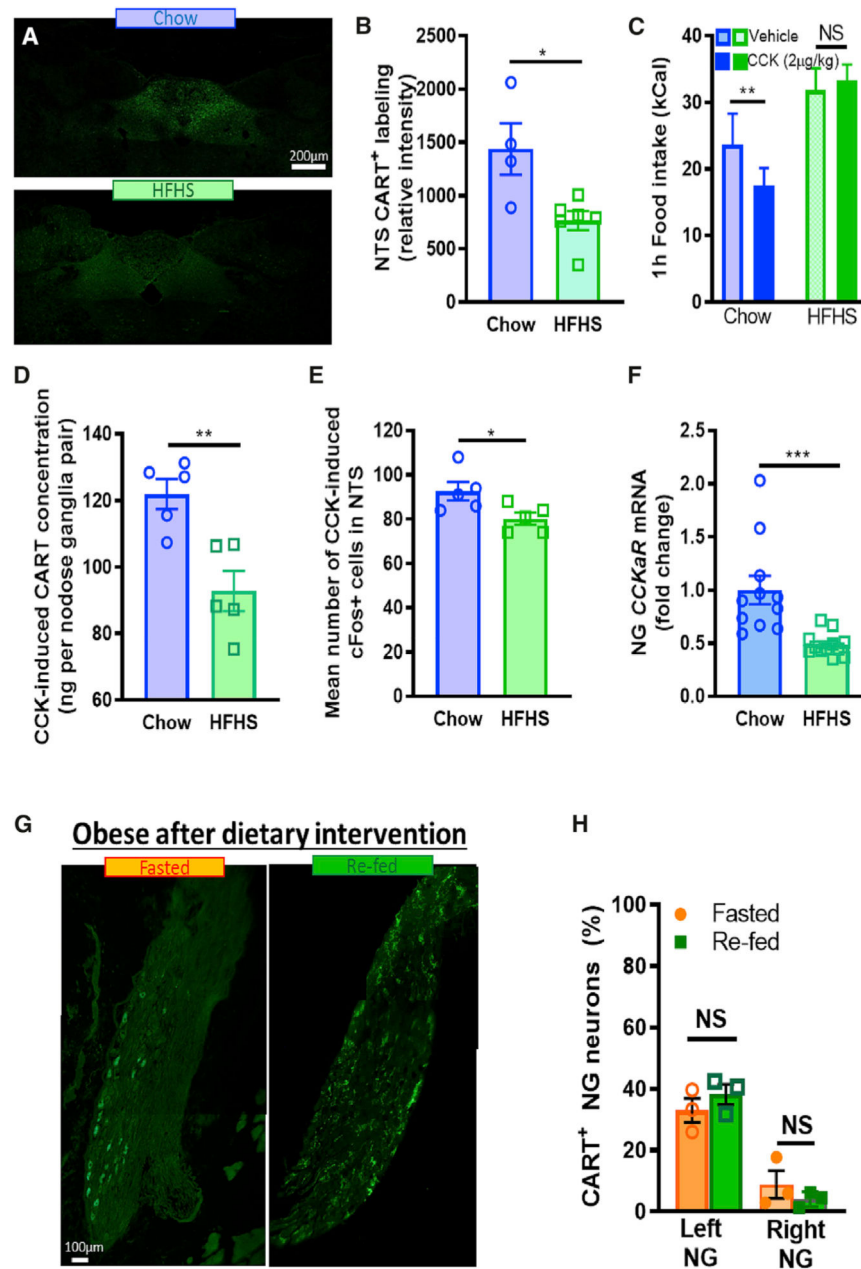 A
Chow
200µm
HFHS
B
NTS CART⁺ labeling
(relative intensity)
2500
2000
1500
1000
500
0
*
Chow
HFHS
C
Vehicle
CCK (2µg/kg)
NS
**
1h Food intake (kCal)
40
30
20
10
0
Chow
HFHS
D
CCK-induced CART concentration
(ng per nodose ganglia pair)
140
120
100
80
60
**
Chow
HFHS
E
Mean number of CCK-induced
cFos+ cells in NTS
120
100
80
60
40
20
0
*
Chow
HFHS
F
NG CCKaR mRNA
(fold change)
2.5
2.0
1.5
1.0
0.5
0.0
***
Chow
HFHS
G
Obese after dietary intervention
Fasted
Re-fed
100µm
H
CART⁺ NG neurons (%)
100
80
60
40
20
0
Fasted
Re-fed
NS
NS
Left
NG
Right
NG